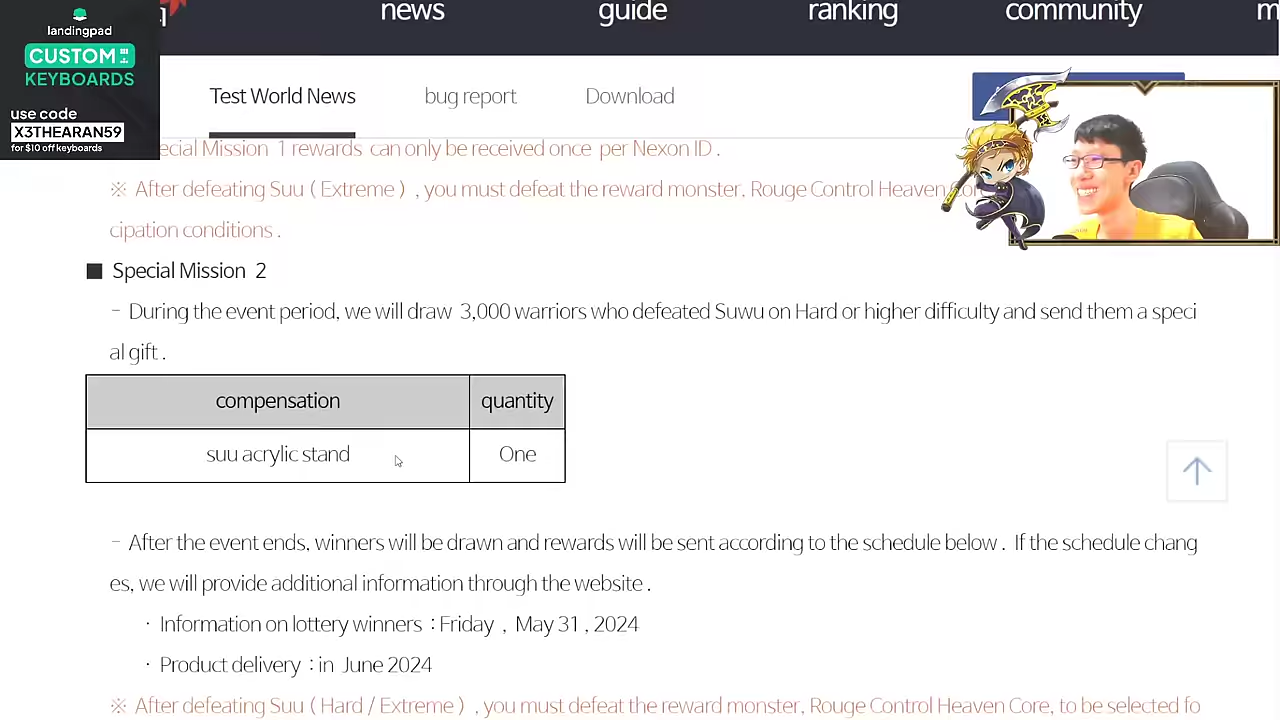 news
guide
ranking
community
m
landingpad
CUSTOM
KEYBOARDS
use code
X3THEARAN59
for $10 off keyboards
Test World News
bug report
Download
ecial Mission 1 rewards can only be received once per Nexon ID .
※ After defeating Suu ( Extreme ) , you must defeat the reward monster, Rouge Control Heaven
cipation conditions .
■ Special Mission 2
- During the event period, we will draw 3,000 warriors who defeated Suwu on Hard or higher difficulty and send them a speci
al gift .
compensation
quantity
suu acrylic stand
One
- After the event ends, winners will be drawn and rewards will be sent according to the schedule below . If the schedule chang
es, we will provide additional information through the website .
· Information on lottery winners : Friday , May 31 , 2024
· Product delivery : in June 2024
※ After defeating Suu ( Hard / Extreme ) , you must defeat the reward monster, Rouge Control Heaven Core, to be selected fo